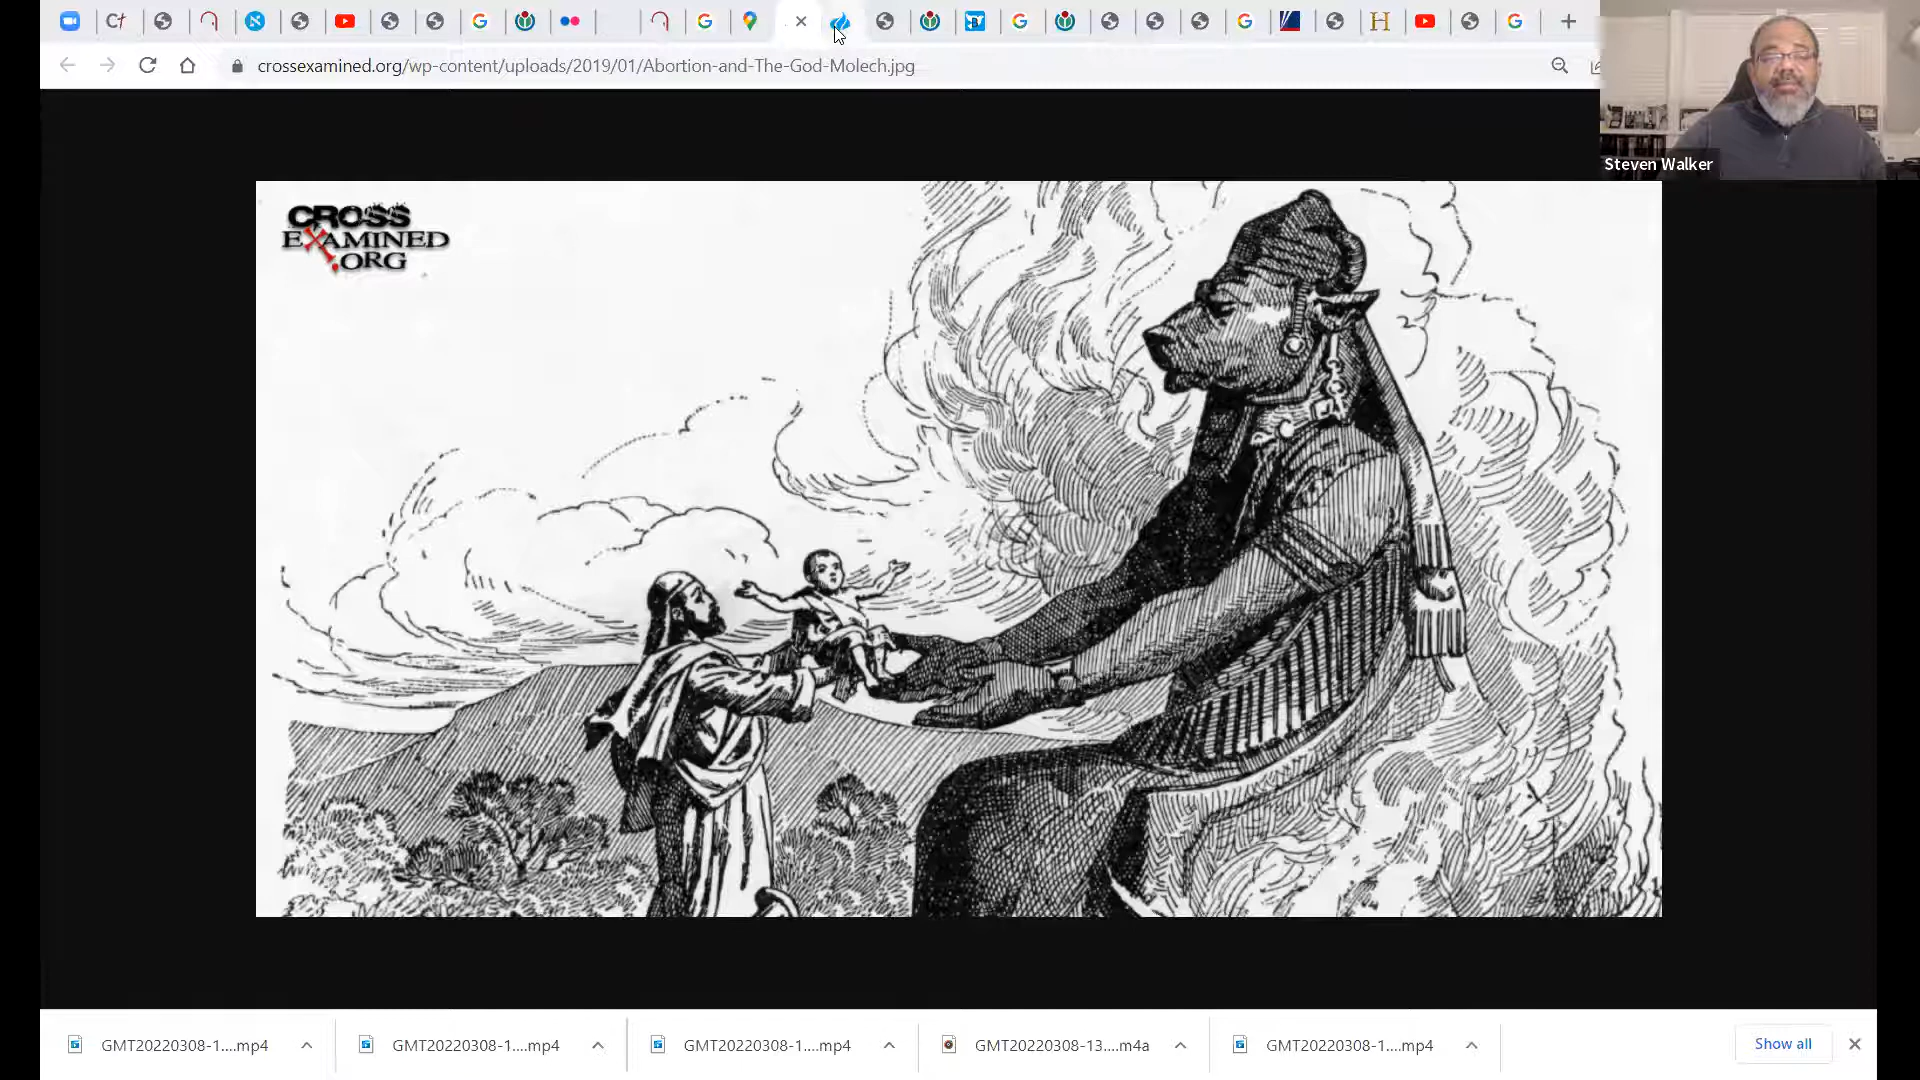 crossexamined.org/wp-content/uploads/2019/01/Abortion-and-The-God-Molech.jpg
Steven Walker
CROSS
EXAMINED
.ORG
GMT20220308-1....mp4
GMT20220308-1....mp4
GMT20220308-1....mp4
GMT20220308-13....m4a
GMT20220308-1....mp4
Show all